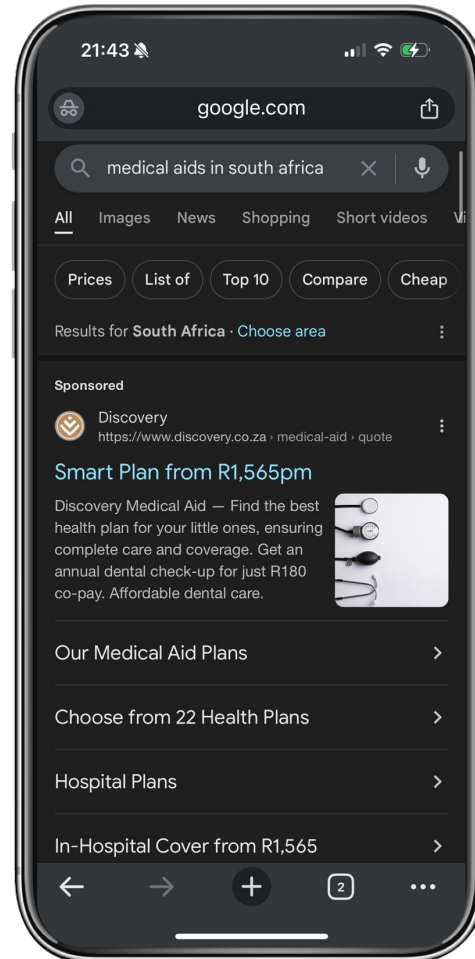 21:43
google.com
medical aids in south africa
All Images News Shopping Short videos Vi
Prices List of Top 10 Compare Cheap
Results for South Africa · Choose area
Sponsored
Discovery
https://www.discovery.co.za › medical-aid › quote
Smart Plan from R1,565pm
Discovery Medical Aid — Find the best
health plan for your little ones, ensuring
complete care and coverage. Get an
annual dental check-up for just R180
co-pay. Affordable dental care.
Our Medical Aid Plans
Choose from 22 Health Plans
Hospital Plans
In-Hospital Cover from R1,565
2